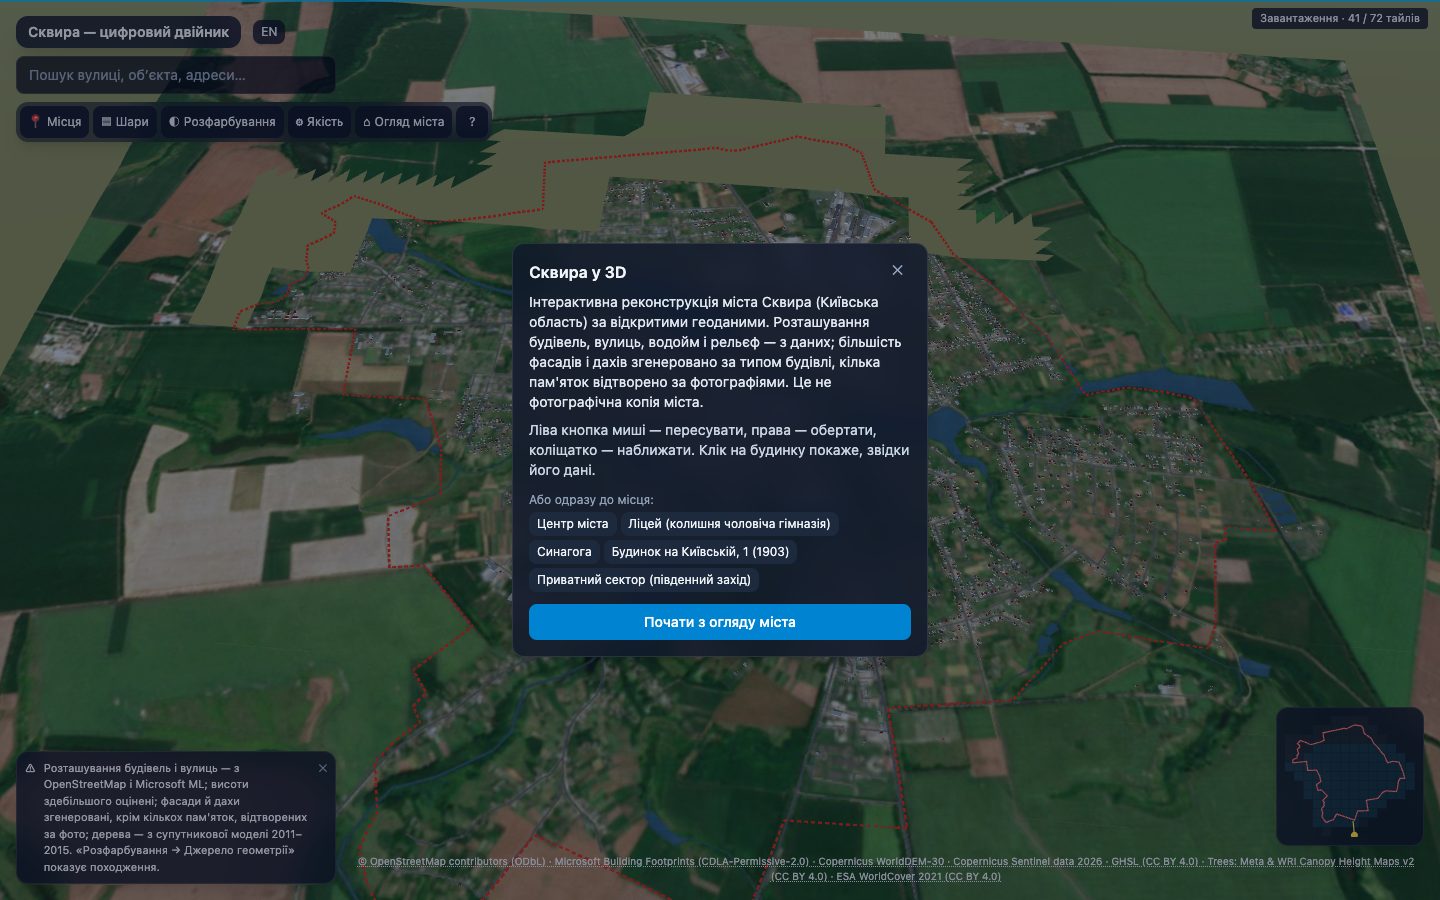 Сквира — цифровий двійник
EN
Завантаження · 41 / 72 тайлів
Пошук вулиці, обʼєкта, адреси…
Місця
Шари
Розфарбування
Якість
Огляд міста
?
Сквира у 3D
Інтерактивна реконструкція міста Сквира (Київська
область) за відкритими геоданими. Розташування
будівель, вулиць, водойм і рельєф — з даних; більшість
фасадів і дахів згенеровано за типом будівлі, кілька
пам'яток відтворено за фотографіями. Це не
фотографічна копія міста.
Ліва кнопка миші — пересувати, права — обертати,
коліщатко — наближати. Клік на будинку покаже, звідки
його дані.
Або одразу до місця:
Центр міста
Ліцей (колишня чоловіча гімназія)
Синагога
Будинок на Київській, 1 (1903)
Приватний сектор (південний захід)
Почати з огляду міста
Розташування будівель і вулиць — з
OpenStreetMap і Microsoft ML; висоти
здебільшого оцінені; фасади й дахи
згенеровані, крім кількох пам'яток, відтворених
за фото; дерева — з супутникової моделі 2011–
2015. «Розфарбування → Джерело геометрії»
показує походження.
© OpenStreetMap contributors (ODbL) · Microsoft Building Footprints (CDLA-Permissive-2.0) · Copernicus WorldDEM-30 · Copernicus Sentinel data 2026 · GHSL (CC BY 4.0) · Trees: Meta & WRI Canopy Height Maps v2
(CC BY 4.0) · ESA WorldCover 2021 (CC BY 4.0)